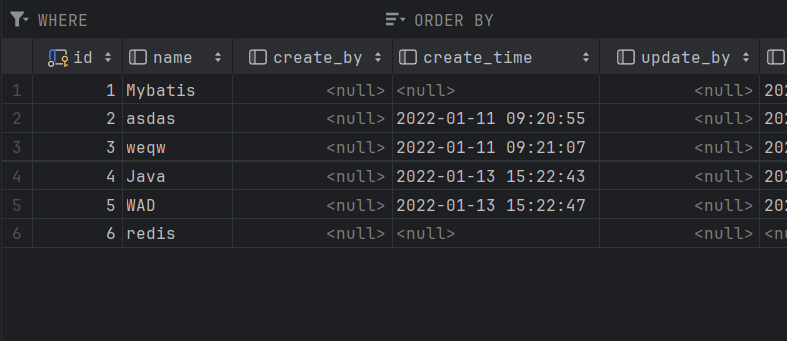 WHERE ORDER BY
id name create_by create_time update_by
1 1 Mybatis <null> <null> <null> 202
2 2 asdas <null> 2022-01-11 09:20:55 <null> 202
3 3 weqw <null> 2022-01-11 09:21:07 <null> 202
4 4 Java <null> 2022-01-13 15:22:43 <null> 202
5 5 WAD <null> 2022-01-13 15:22:47 <null> 202
6 6 redis <null> <null> <null> <nu